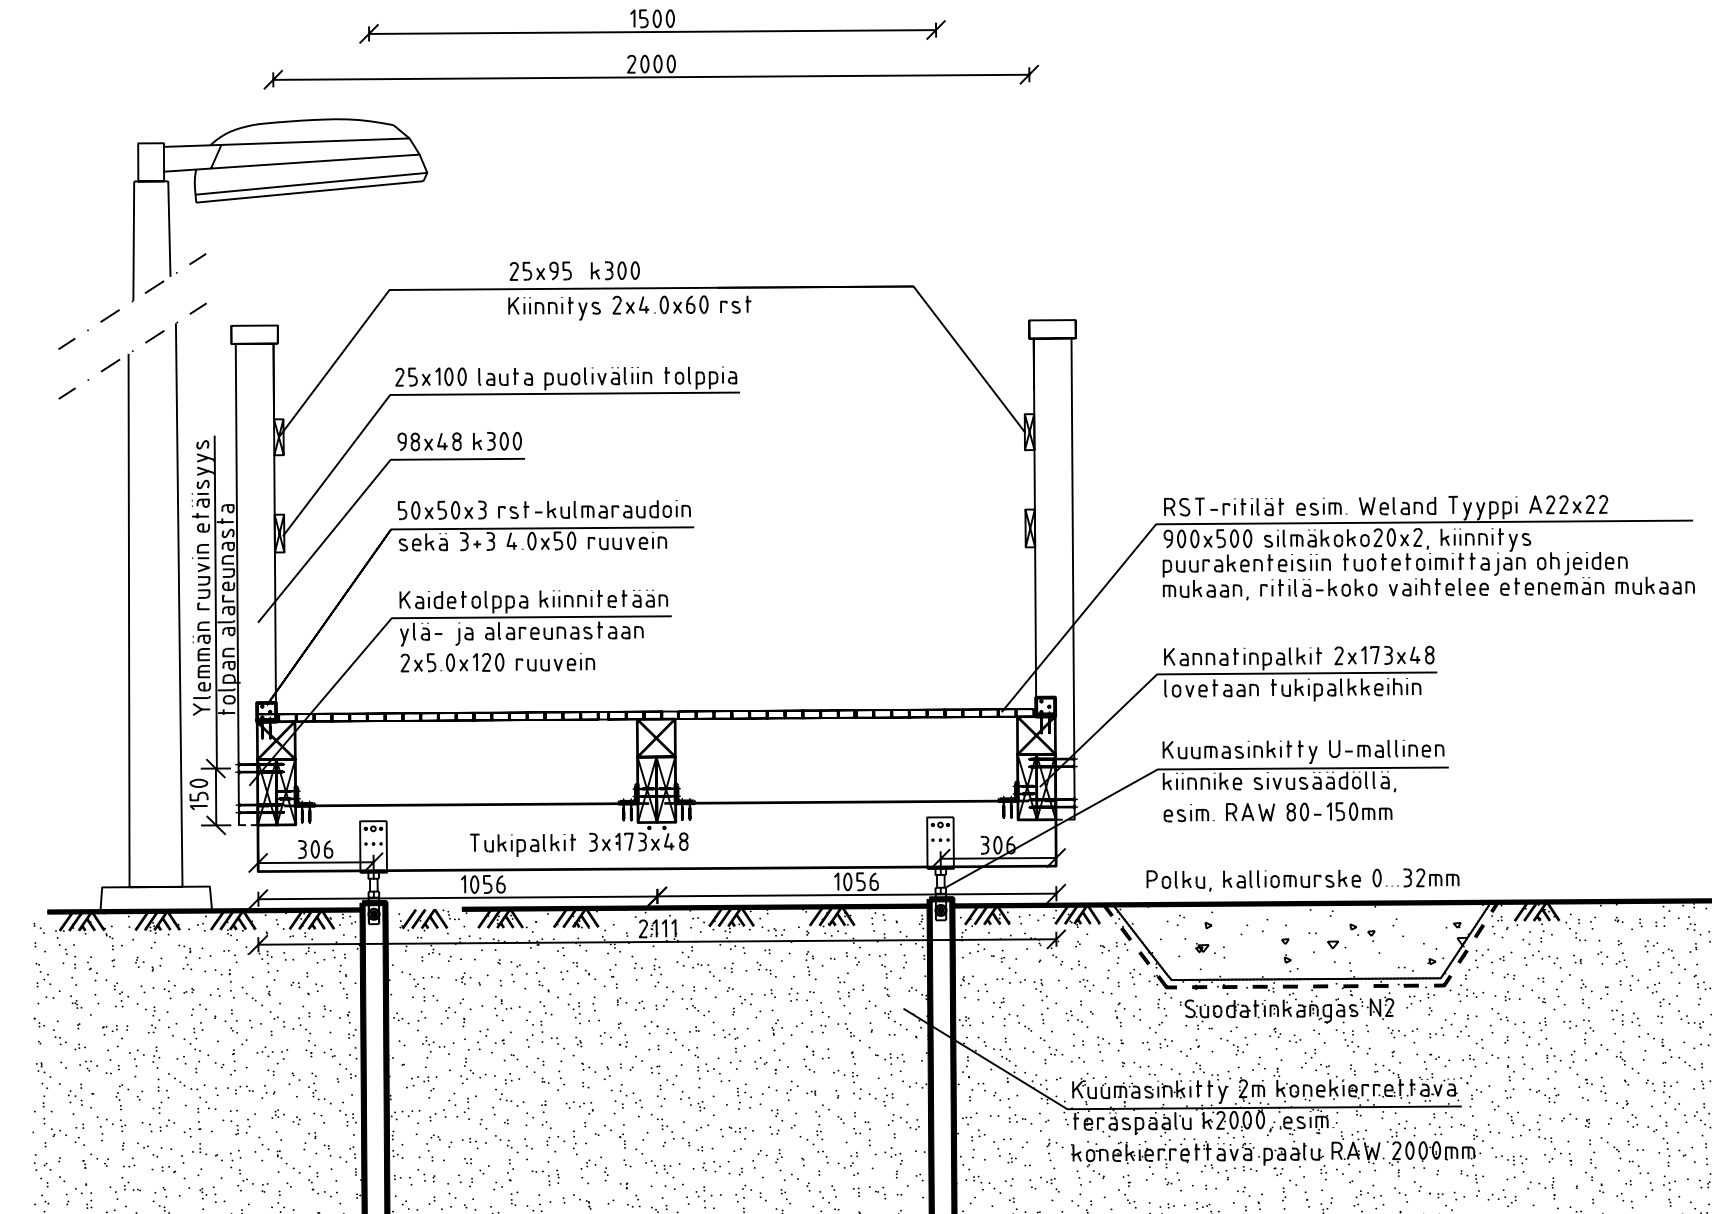 1500
2000
25x95 k300
Kiinnitys 2x4.0x60 rst
25x100 lauta puoliväliin tolppia
98x48 k300
50x50x3 rst-kulmaraudoin
sekä 3+3 4.0x50 ruuvein
Kaidetolppa kiinnitetään
ylä- ja alareunastaan
2x5.0x120 ruuvein
Ylemmän ruuvin etäisyys
tolpan alareunasta
150
RST-ritilät esim. Weland Tyyppi A22x22
900x500 silmäkoko20x2, kiinnitys
puurakenteisiin tuotetoimittajan ohjeiden
mukaan, ritilä-koko vaihtelee etenemän mukaan
Kannatinpalkit 2x173x48
lovetaan tukipalkkeihin
Kuumasinkitty U-mallinen
kiinnike sivusäädöllä,
esim. RAW 80-150mm
Tukipalkit 3x173x48
306
306
1056
1056
2111
Polku, kalliomurske 0...32mm
Suodatinkangas N2
Kuumasinkitty 2m konekierrettävä
teräspaalu k2000, esim.
konekierrettävä paalu RAW 2000mm